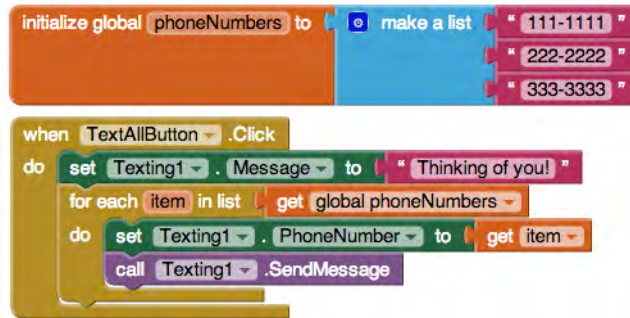 initialize global phoneNumbers to make a list " 111-1111 "
" 222-2222 "
" 333-3333 "
when TextAllButton .Click
do set Texting1 . Message to " Thinking of you! "
for each item in list get global phoneNumbers
do set Texting1 . PhoneNumber to get item
call Texting1 .SendMessage